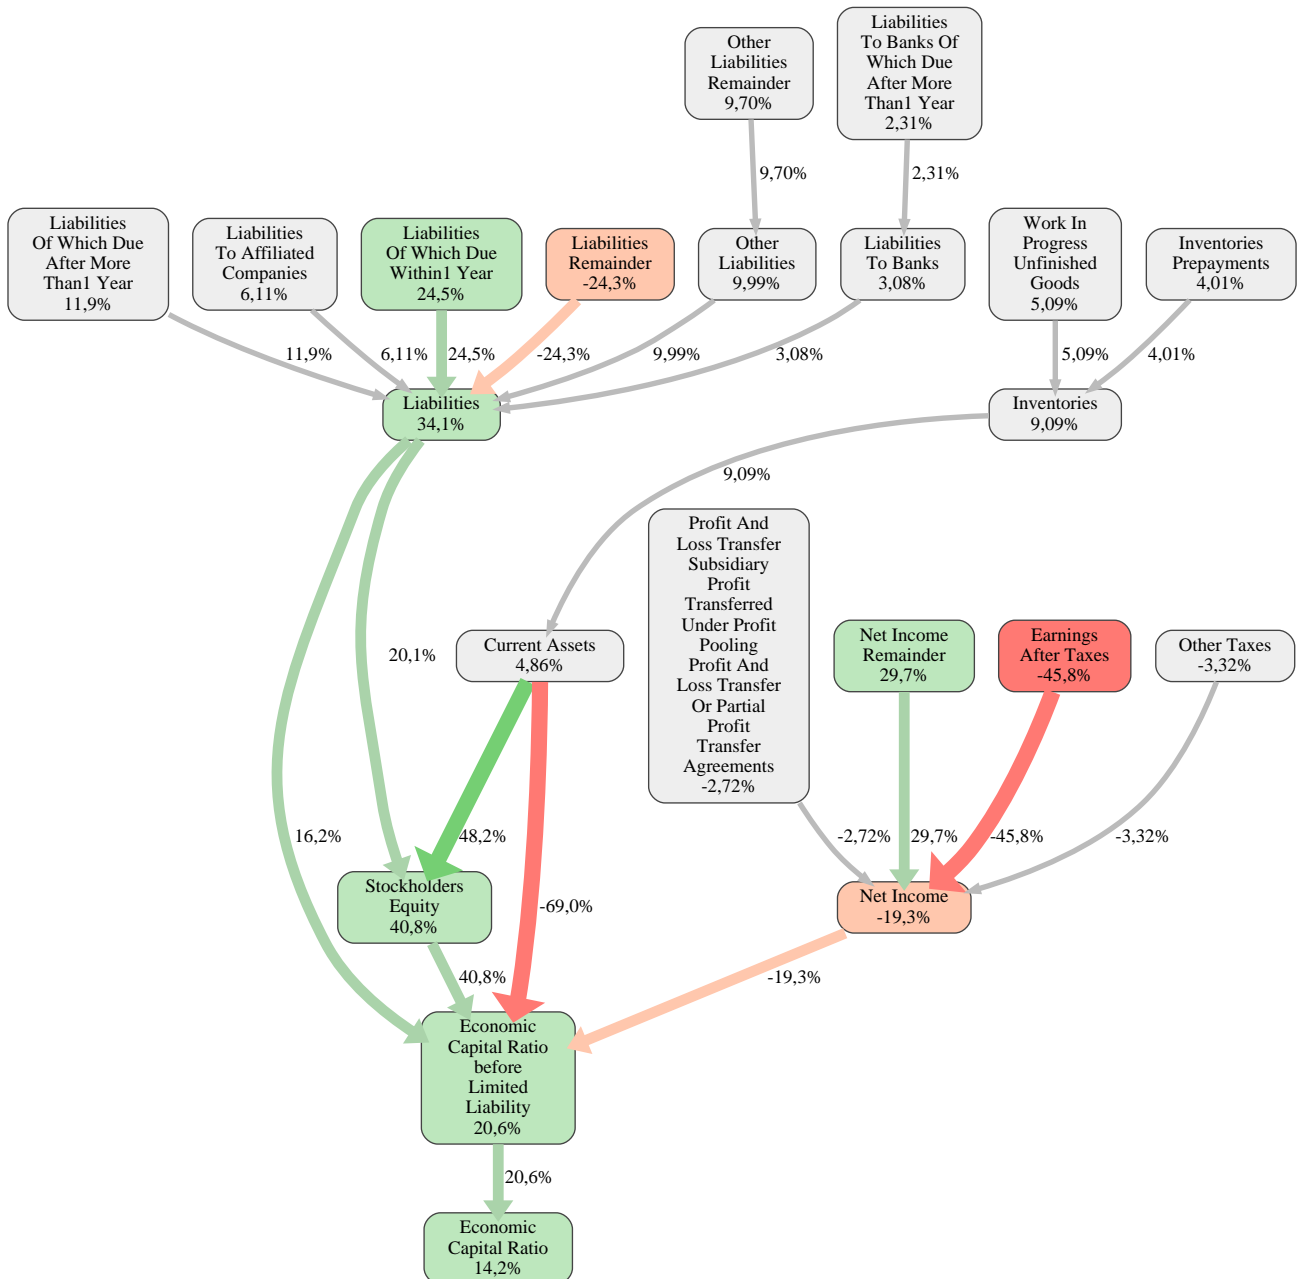 Other
Liabilities
Remainder
9,70%
Liabilities
To Banks Of
Which Due
After More
Than1 Year
2,31%
9,70%
2,31%
Liabilities
Of Which Due
After More
Than1 Year
11,9%
Liabilities
To Affiliated
Companies
6,11%
Liabilities
Of Which Due
Within1 Year
24,5%
Liabilities
Remainder
-24,3%
Other
Liabilities
9,99%
Liabilities
To Banks
3,08%
Work In
Progress
Unfinished
Goods
5,09%
Inventories
Prepayments
4,01%
11,9%
6,11%
24,5%
-24,3%
9,99%
3,08%
5,09%
4,01%
Liabilities
34,1%
Inventories
9,09%
9,09%
Profit And
Loss Transfer
Subsidiary
Profit
Transferred
Under Profit
Pooling
Profit And
Loss Transfer
Or Partial
Profit
Transfer
Agreements
-2,72%
20,1%
Current Assets
4,86%
Net Income
Remainder
29,7%
Earnings
After Taxes
-45,8%
Other Taxes
-3,32%
16,2%
48,2%
-2,72%
29,7%
-45,8%
-3,32%
Stockholders
Equity
40,8%
-69,0%
Net Income
-19,3%
40,8%
-19,3%
Economic
Capital Ratio
before
Limited
Liability
20,6%
20,6%
Economic
Capital Ratio
14,2%